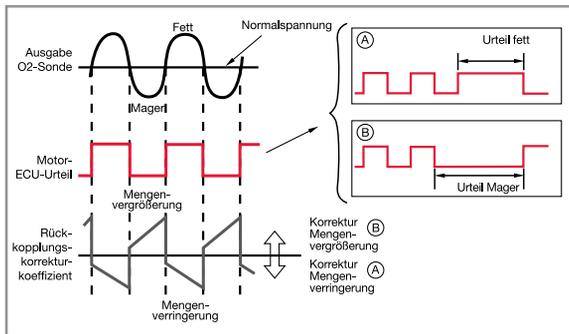 Fett
Normalspannung
Ausgabe
O2-Sonde
Magen
Motor-
ECU-Urteil
Mengen-
vergrößerung
Rück-
kopplungs-
korrektur-
koeffizient
Mengen-
verringerung
Korrektur
Mengen-
vergrößerung
B
Korrektur
Mengen-
verringerung
A
A
Urteil fett
B
Urteil Mager